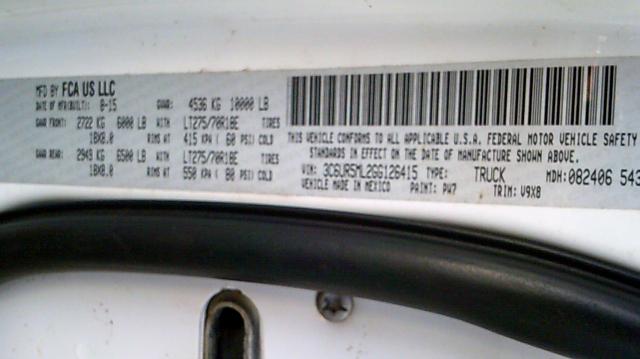 MFD BY FCA US LLC
DATE OF MFR(BUILT): 8-15 GVWR: 4536 KG 10000 LB
GAWR FRONT: 2722 KG 6000 LB WITH LT275/70R18E TIRES
18X8.0 RIMS AT 415 KPA ( 60 PSI) COLD
GAWR REAR: 2949 KG 6500 LB WITH LT275/70R18E TIRES
18X8.0 RIMS AT 550 KPA ( 80 PSI) COLD
THIS VEHICLE CONFORMS TO ALL APPLICABLE U.S.A. FEDERAL MOTOR VEHICLE SAFETY
STANDARDS IN EFFECT ON THE DATE OF MANUFACTURE SHOWN ABOVE.
VIN: 3C6UR5ML2GG126415 TYPE: TRUCK MDH: 082406 543
VEHICLE MADE IN MEXICO PAINT: PW7 TRIM: V9X8